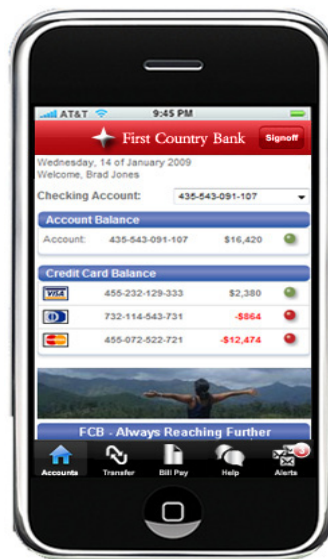 AT&T 9:45 PM
First Country Bank Signoff
Wednesday, 14 of January 2009
Welcome, Brad Jones
Checking Account: 435-543-091-107
Account Balance
Account: 435-543-091-107 $16,420
Credit Card Balance
VISA 455-232-129-333 $2,380
732-114-543-731 -$864
455-072-522-721 -$12,474
FCB - Always Reaching Further
Accounts Transfer Bill Pay Help Alerts 3